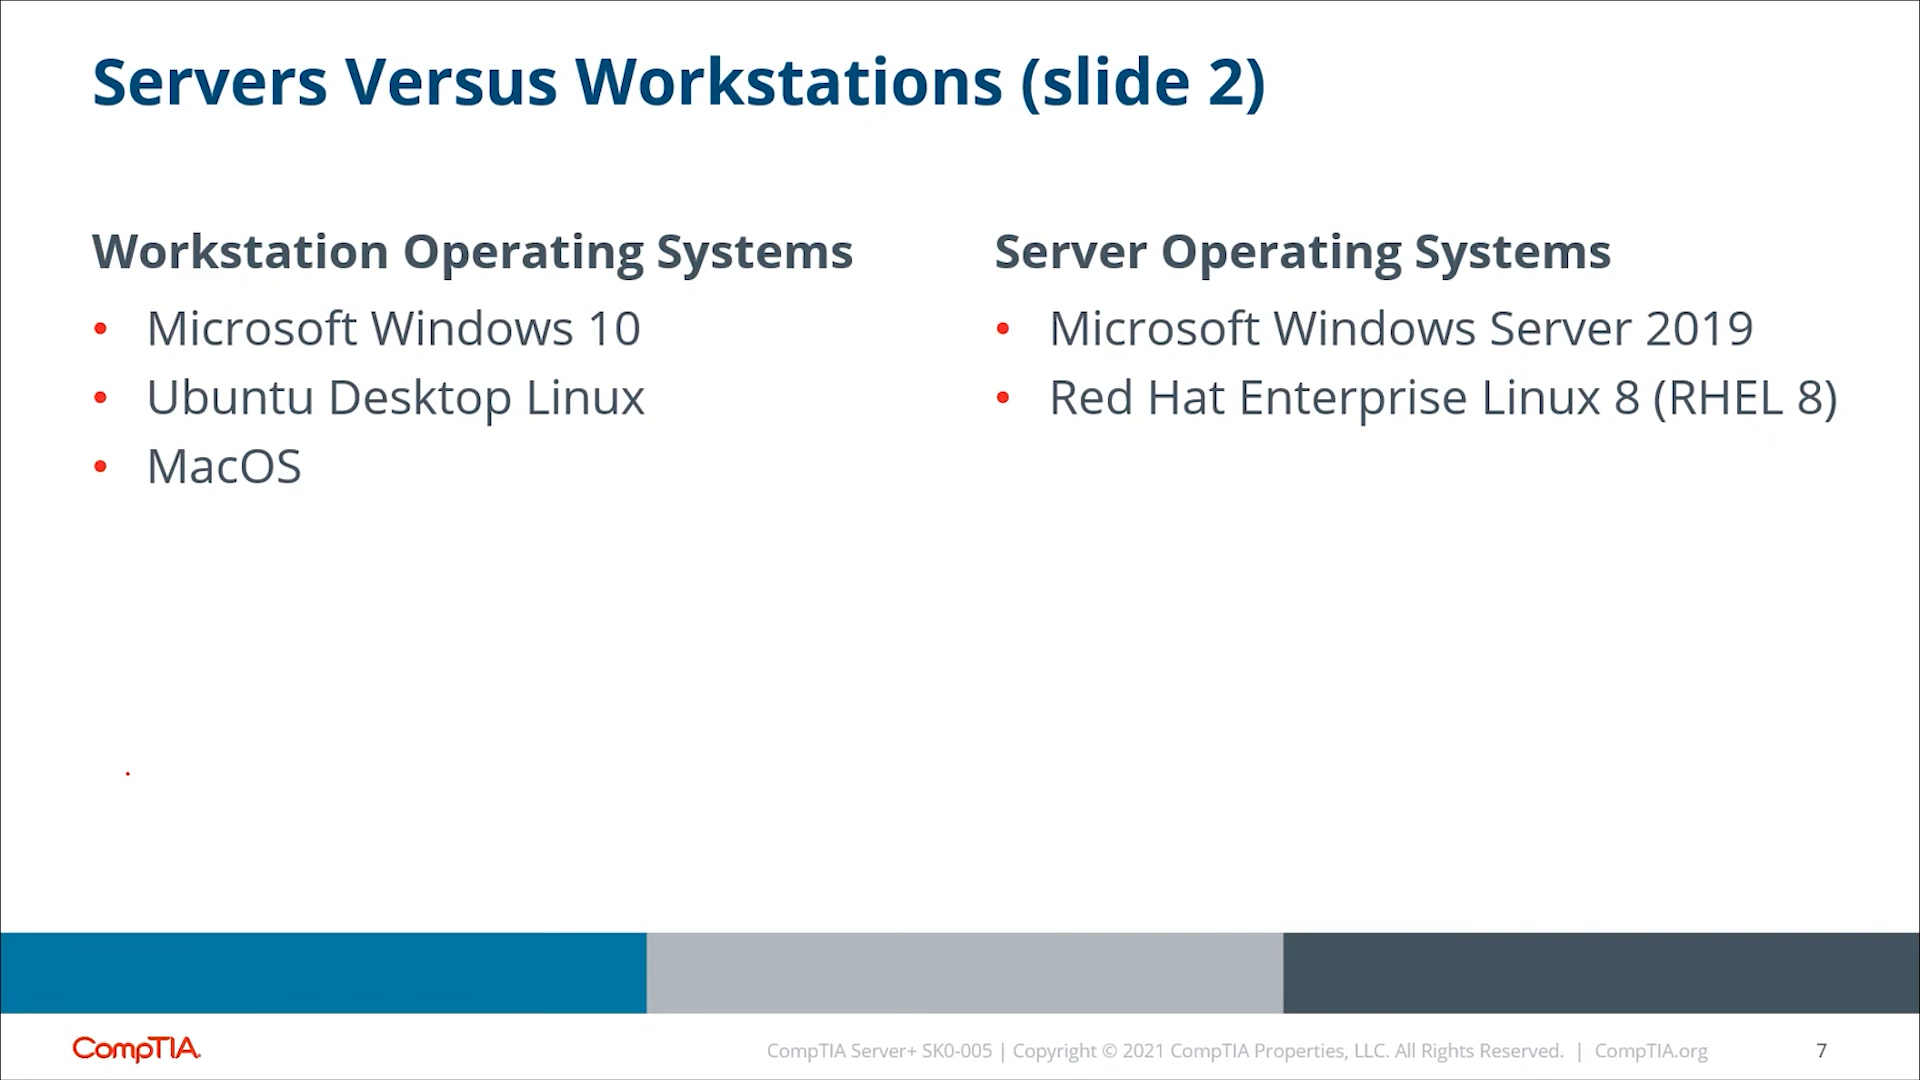 Servers Versus Workstations (slide 2)
Workstation Operating Systems
• Microsoft Windows 10
• Ubuntu Desktop Linux
• MacOS
Server Operating Systems
• Microsoft Windows Server 2019
• Red Hat Enterprise Linux 8 (RHEL 8)
CompTIA.
CompTIA Server+ SK0-005 | Copyright © 2021 CompTIA Properties, LLC. All Rights Reserved. | CompTIA.org
7